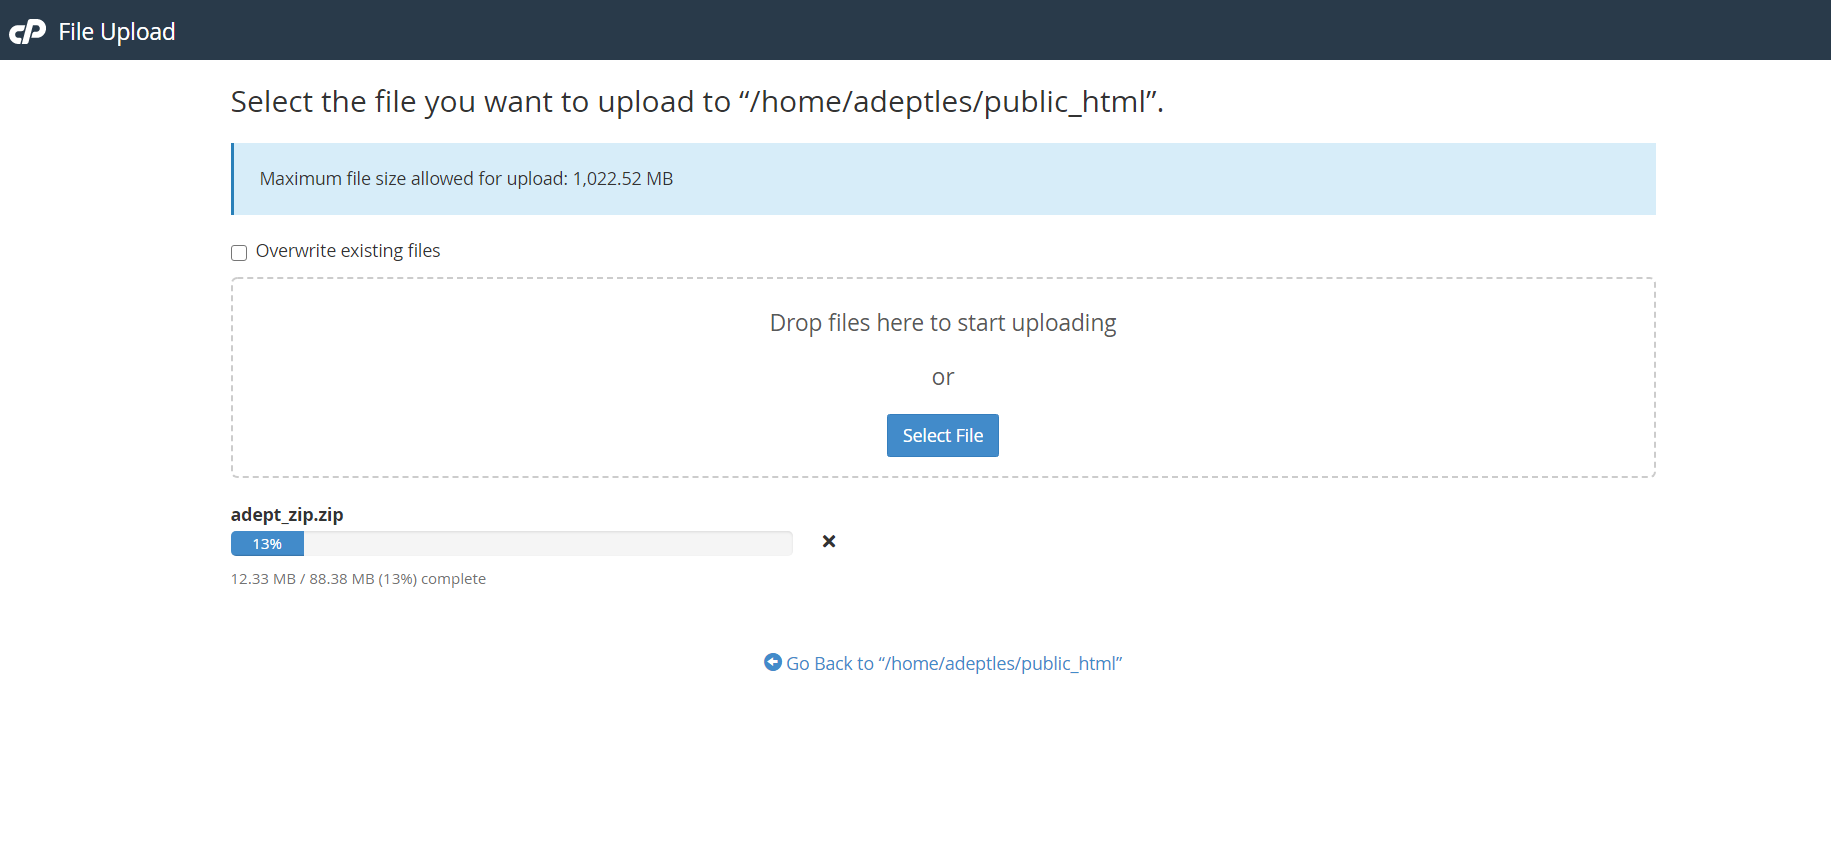 cP File Upload
Select the file you want to upload to “/home/adeptles/public_html”.
Maximum file size allowed for upload: 1,022.52 MB
Overwrite existing files
Drop files here to start uploading
or
Select File
adept_zip.zip
13%
12.33 MB / 88.38 MB (13%) complete
Go Back to “/home/adeptles/public_html”